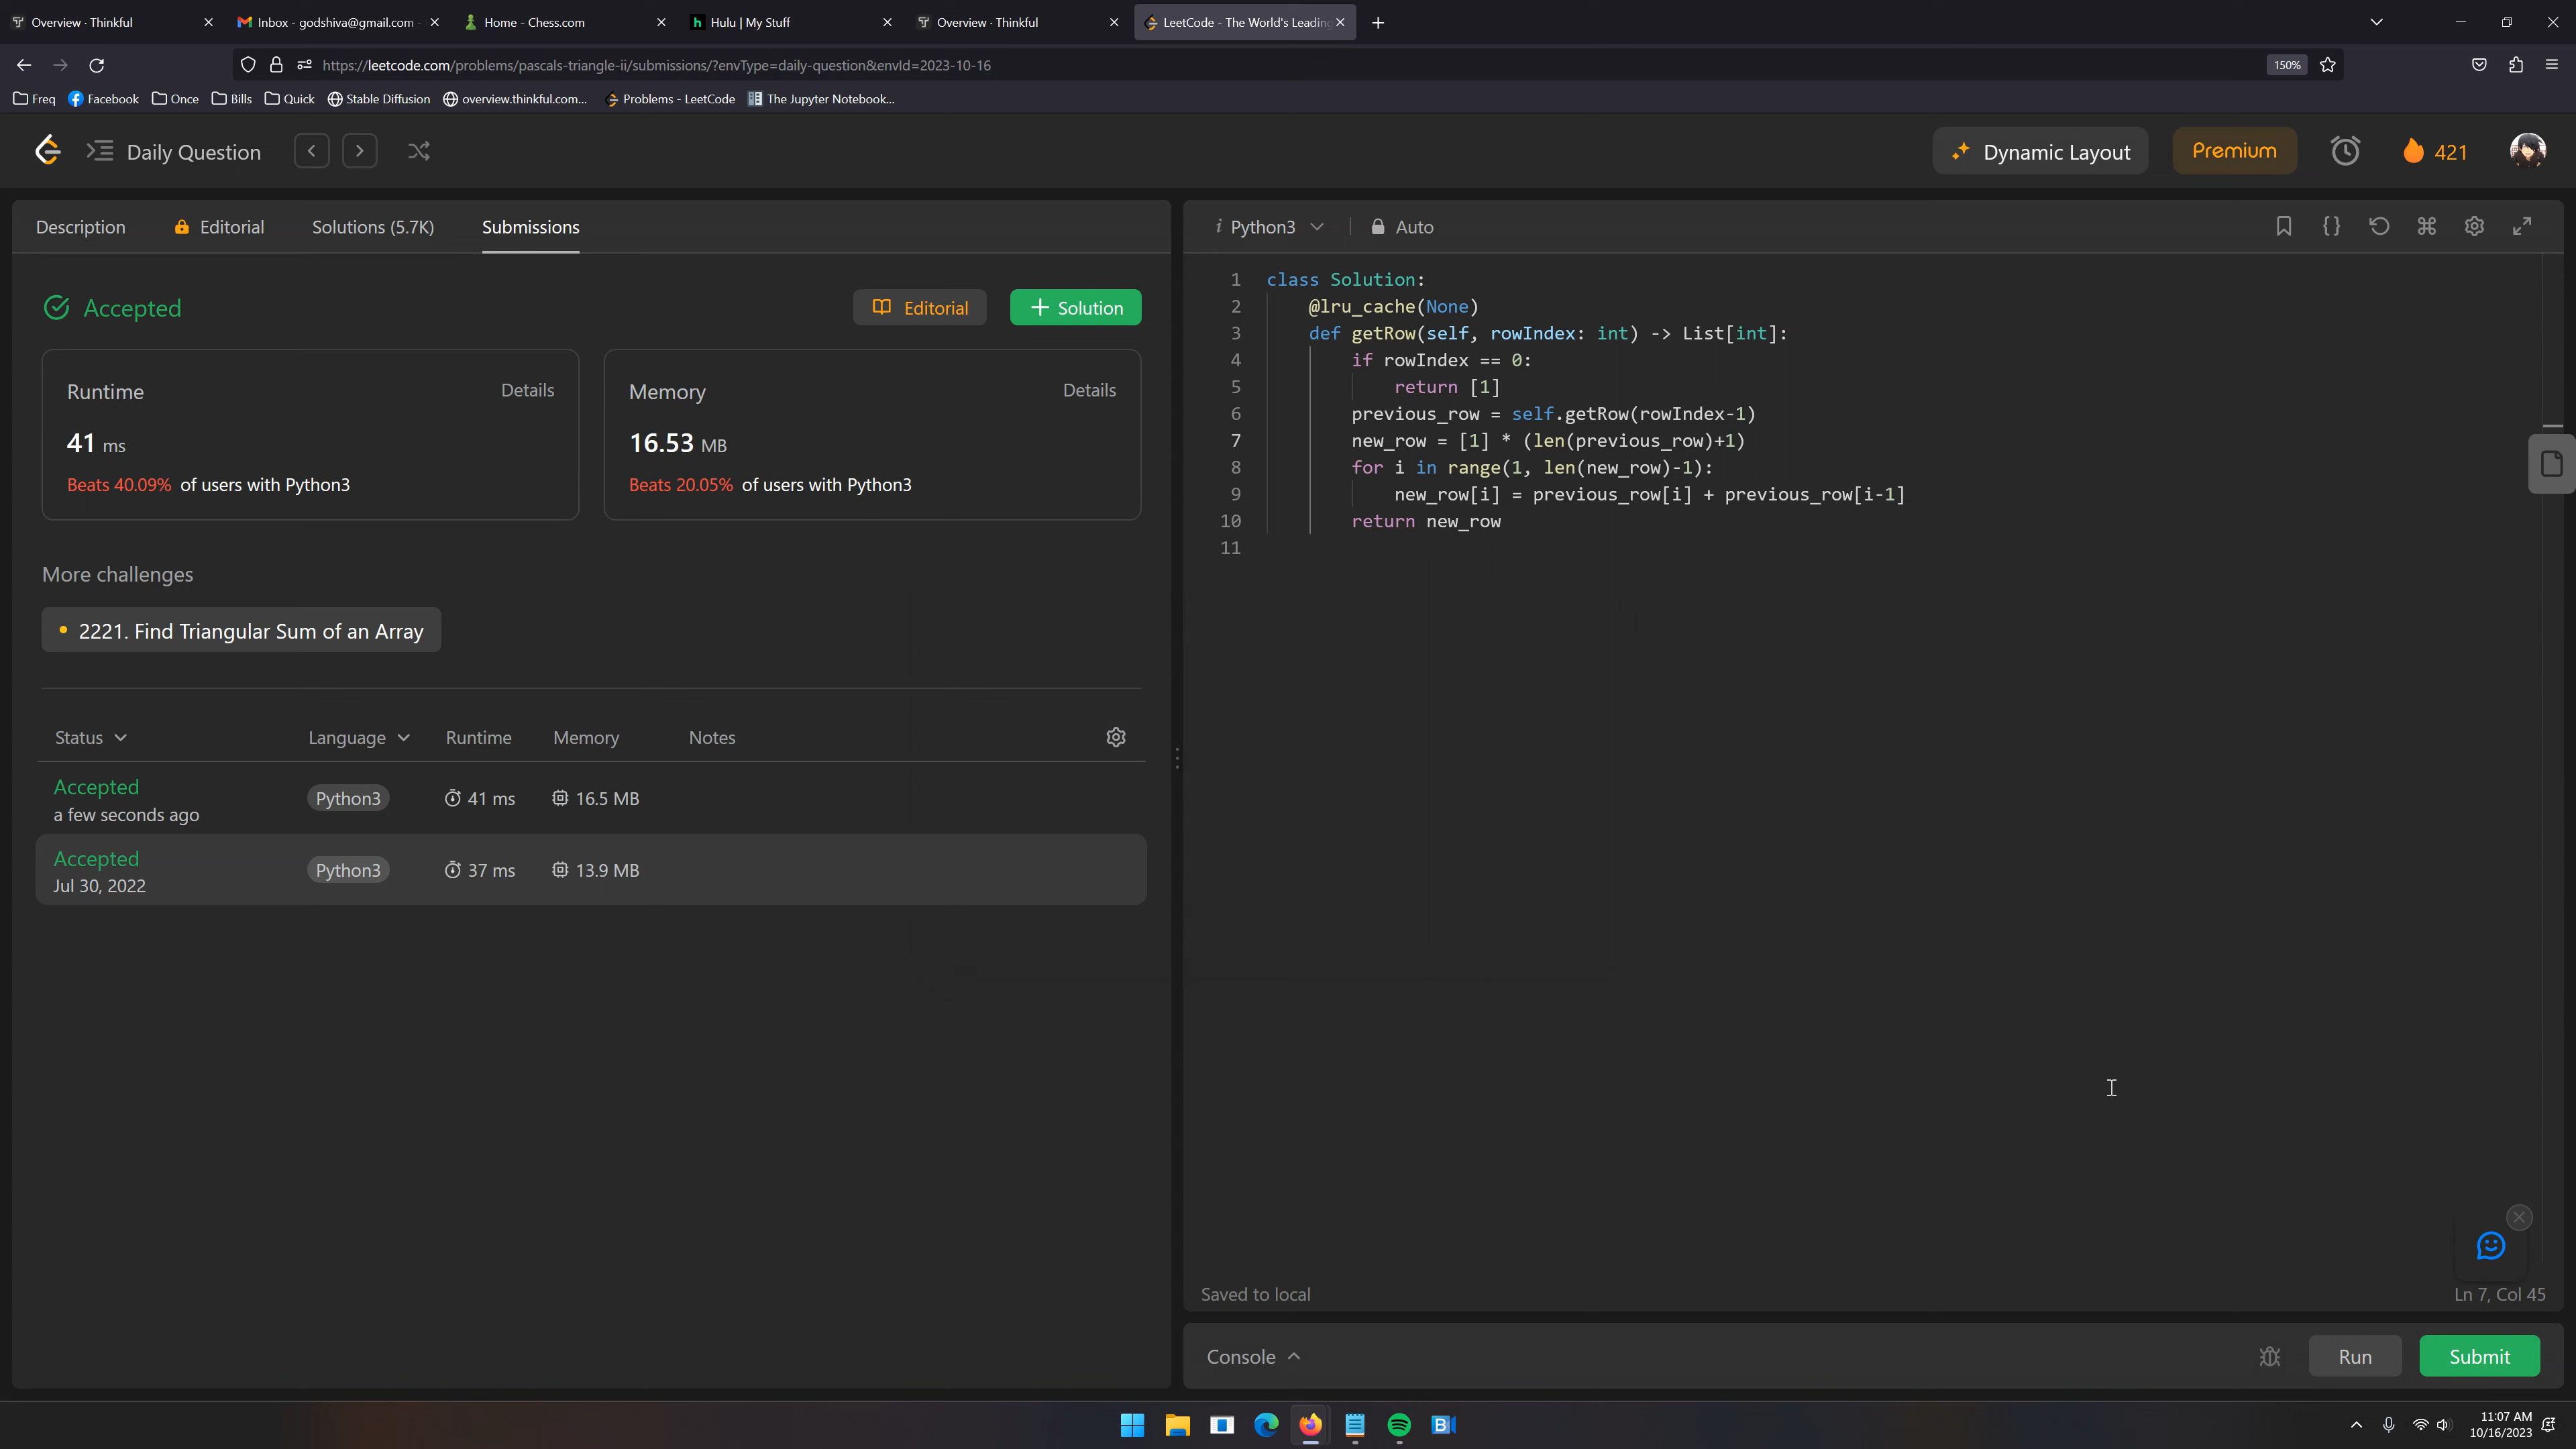 Overview · Thinkful
Inbox - godshiva@gmail.com -
Home - Chess.com
Hulu | My Stuff
Overview · Thinkful
LeetCode - The World's Leading
https://leetcode.com/problems/pascals-triangle-ii/submissions/?envType=daily-question&envId=2023-10-16
150%
Freq
Facebook
Once
Bills
Quick
Stable Diffusion
overview.thinkful.com...
Problems - LeetCode
The Jupyter Notebook...
Daily Question
Dynamic Layout
Premium
421
Description
Editorial
Solutions (5.7K)
Submissions
Accepted
Editorial
+ Solution
Runtime
Details
41 ms
Beats 40.09% of users with Python3
Memory
Details
16.53 MB
Beats 20.05% of users with Python3
More challenges
2221. Find Triangular Sum of an Array
Status
Language
Runtime
Memory
Notes
Accepted
a few seconds ago
Python3
41 ms
16.5 MB
Accepted
Jul 30, 2022
Python3
37 ms
13.9 MB
i Python3
Auto
1 class Solution:
2 @lru_cache(None)
3 def getRow(self, rowIndex: int) -> List[int]:
4 if rowIndex == 0:
5 return [1]
6 previous_row = self.getRow(rowIndex-1)
7 new_row = [1] * (len(previous_row)+1)
8 for i in range(1, len(new_row)-1):
9 new_row[i] = previous_row[i] + previous_row[i-1]
10 return new_row
11
Saved to local
Ln 7, Col 45
Console
Run
Submit
11:07 AM
10/16/2023